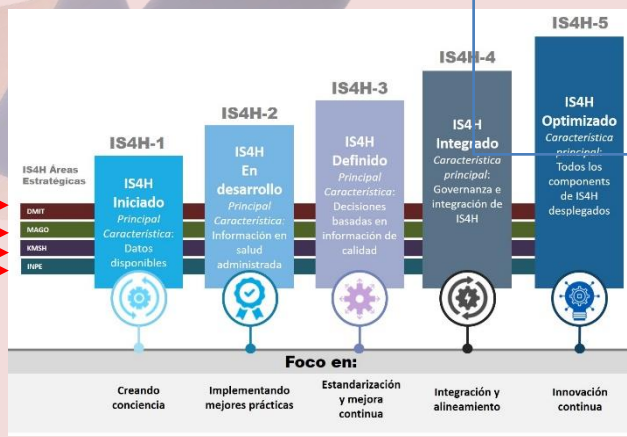 IS4H-5
IS4H-4
IS4H-3
IS4H-2
IS4H-1
IS4H Áreas
Estratégicas
DMIT
MAGO
KMSH
INPE
IS4H
Iniciado
Principal
Característica:
Datos
disponibles
IS4H
En
desarrollo
Principal
Característica:
Información en
salud
administrada
IS4H
Definido
Principal
Característica:
Decisiones
basadas en
información de
calidad
IS4H
Integrado
Característica
principal:
Governanza e
integración de
IS4H
IS4H
Optimizado
Característica
principal:
Todos los
components
de IS4H
desplegados
Foco en:
Creando
conciencia
Implementando
mejores prácticas
Estandarización
y mejora
continua
Integración y
alineamiento
Innovación
continua